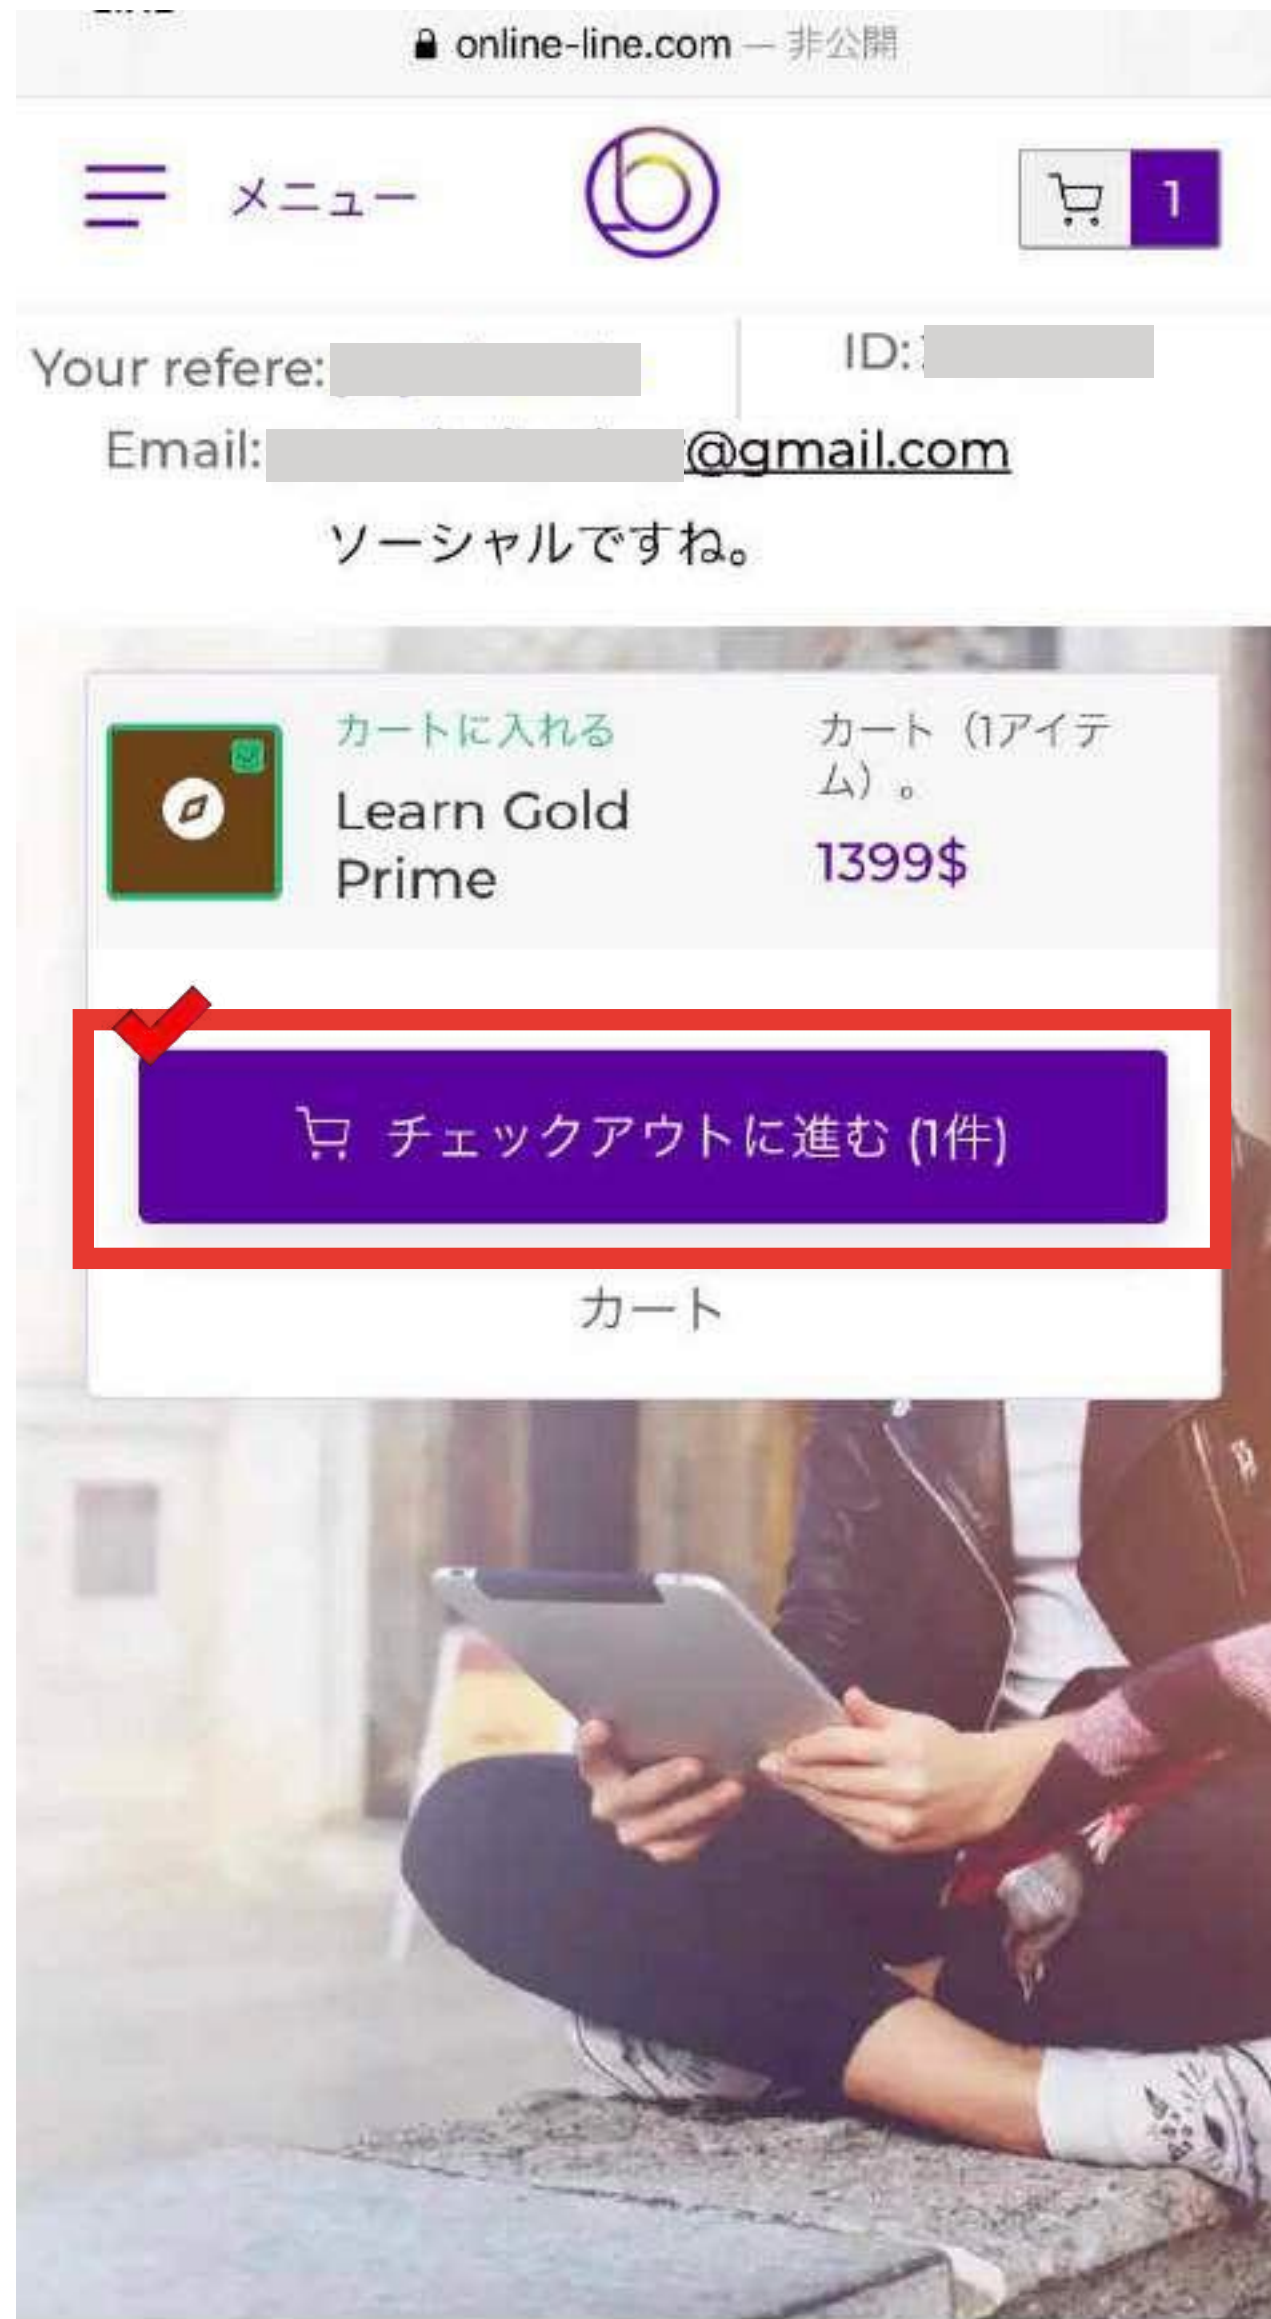 online-line.com — 非公開
メニュー
1
Your refere:
ID:
Email:
@gmail.com
ソーシャルですね。
カートに入れる
Learn Gold
Prime
カート（1アイテ
ム）。
1399$
チェックアウトに進む (1件)
カート